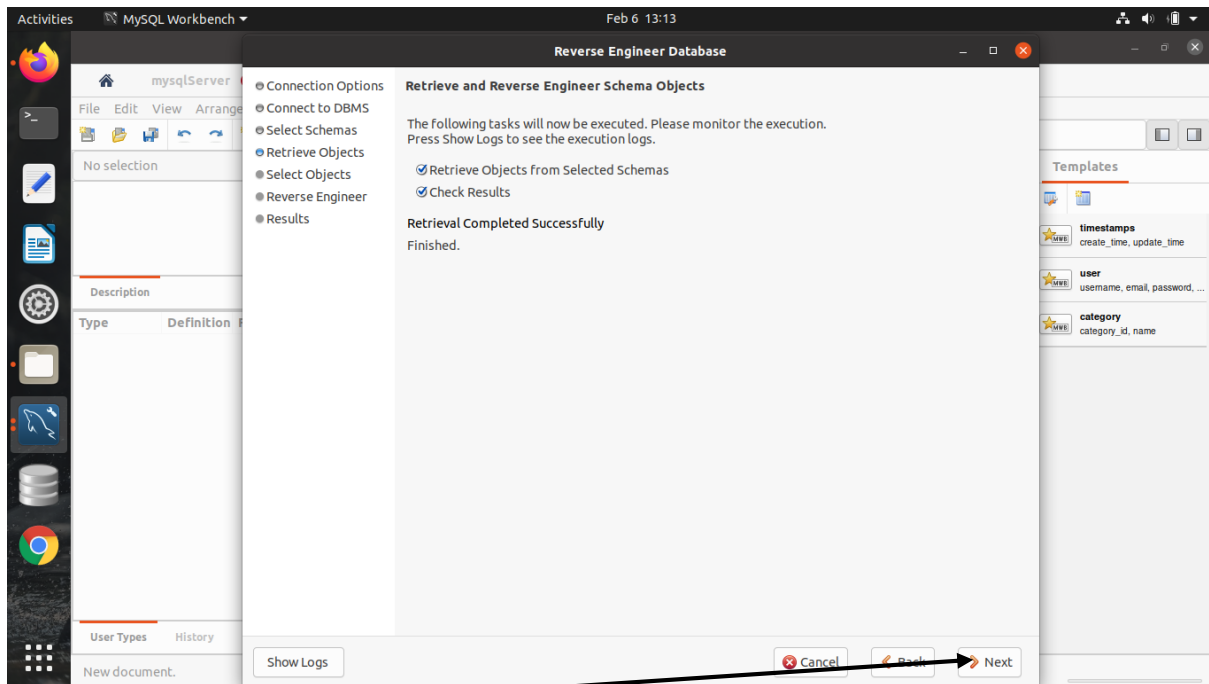 Activities
MySQL Workbench
Feb 6 13:13
Reverse Engineer Database
mysqlServer
File Edit View Arrange
No selection
Description
Type Definition F
User Types History
New document.
Connection Options
Connect to DBMS
Select Schemas
Retrieve Objects
Select Objects
Reverse Engineer
Results
Retrieve and Reverse Engineer Schema Objects
The following tasks will now be executed. Please monitor the execution.
Press Show Logs to see the execution logs.
Retrieve Objects from Selected Schemas
Check Results
Retrieval Completed Successfully
Finished.
Show Logs
Cancel
Back
Next
Templates
timestamps
create_time, update_time
user
username, email, password, ...
category
category_id, name